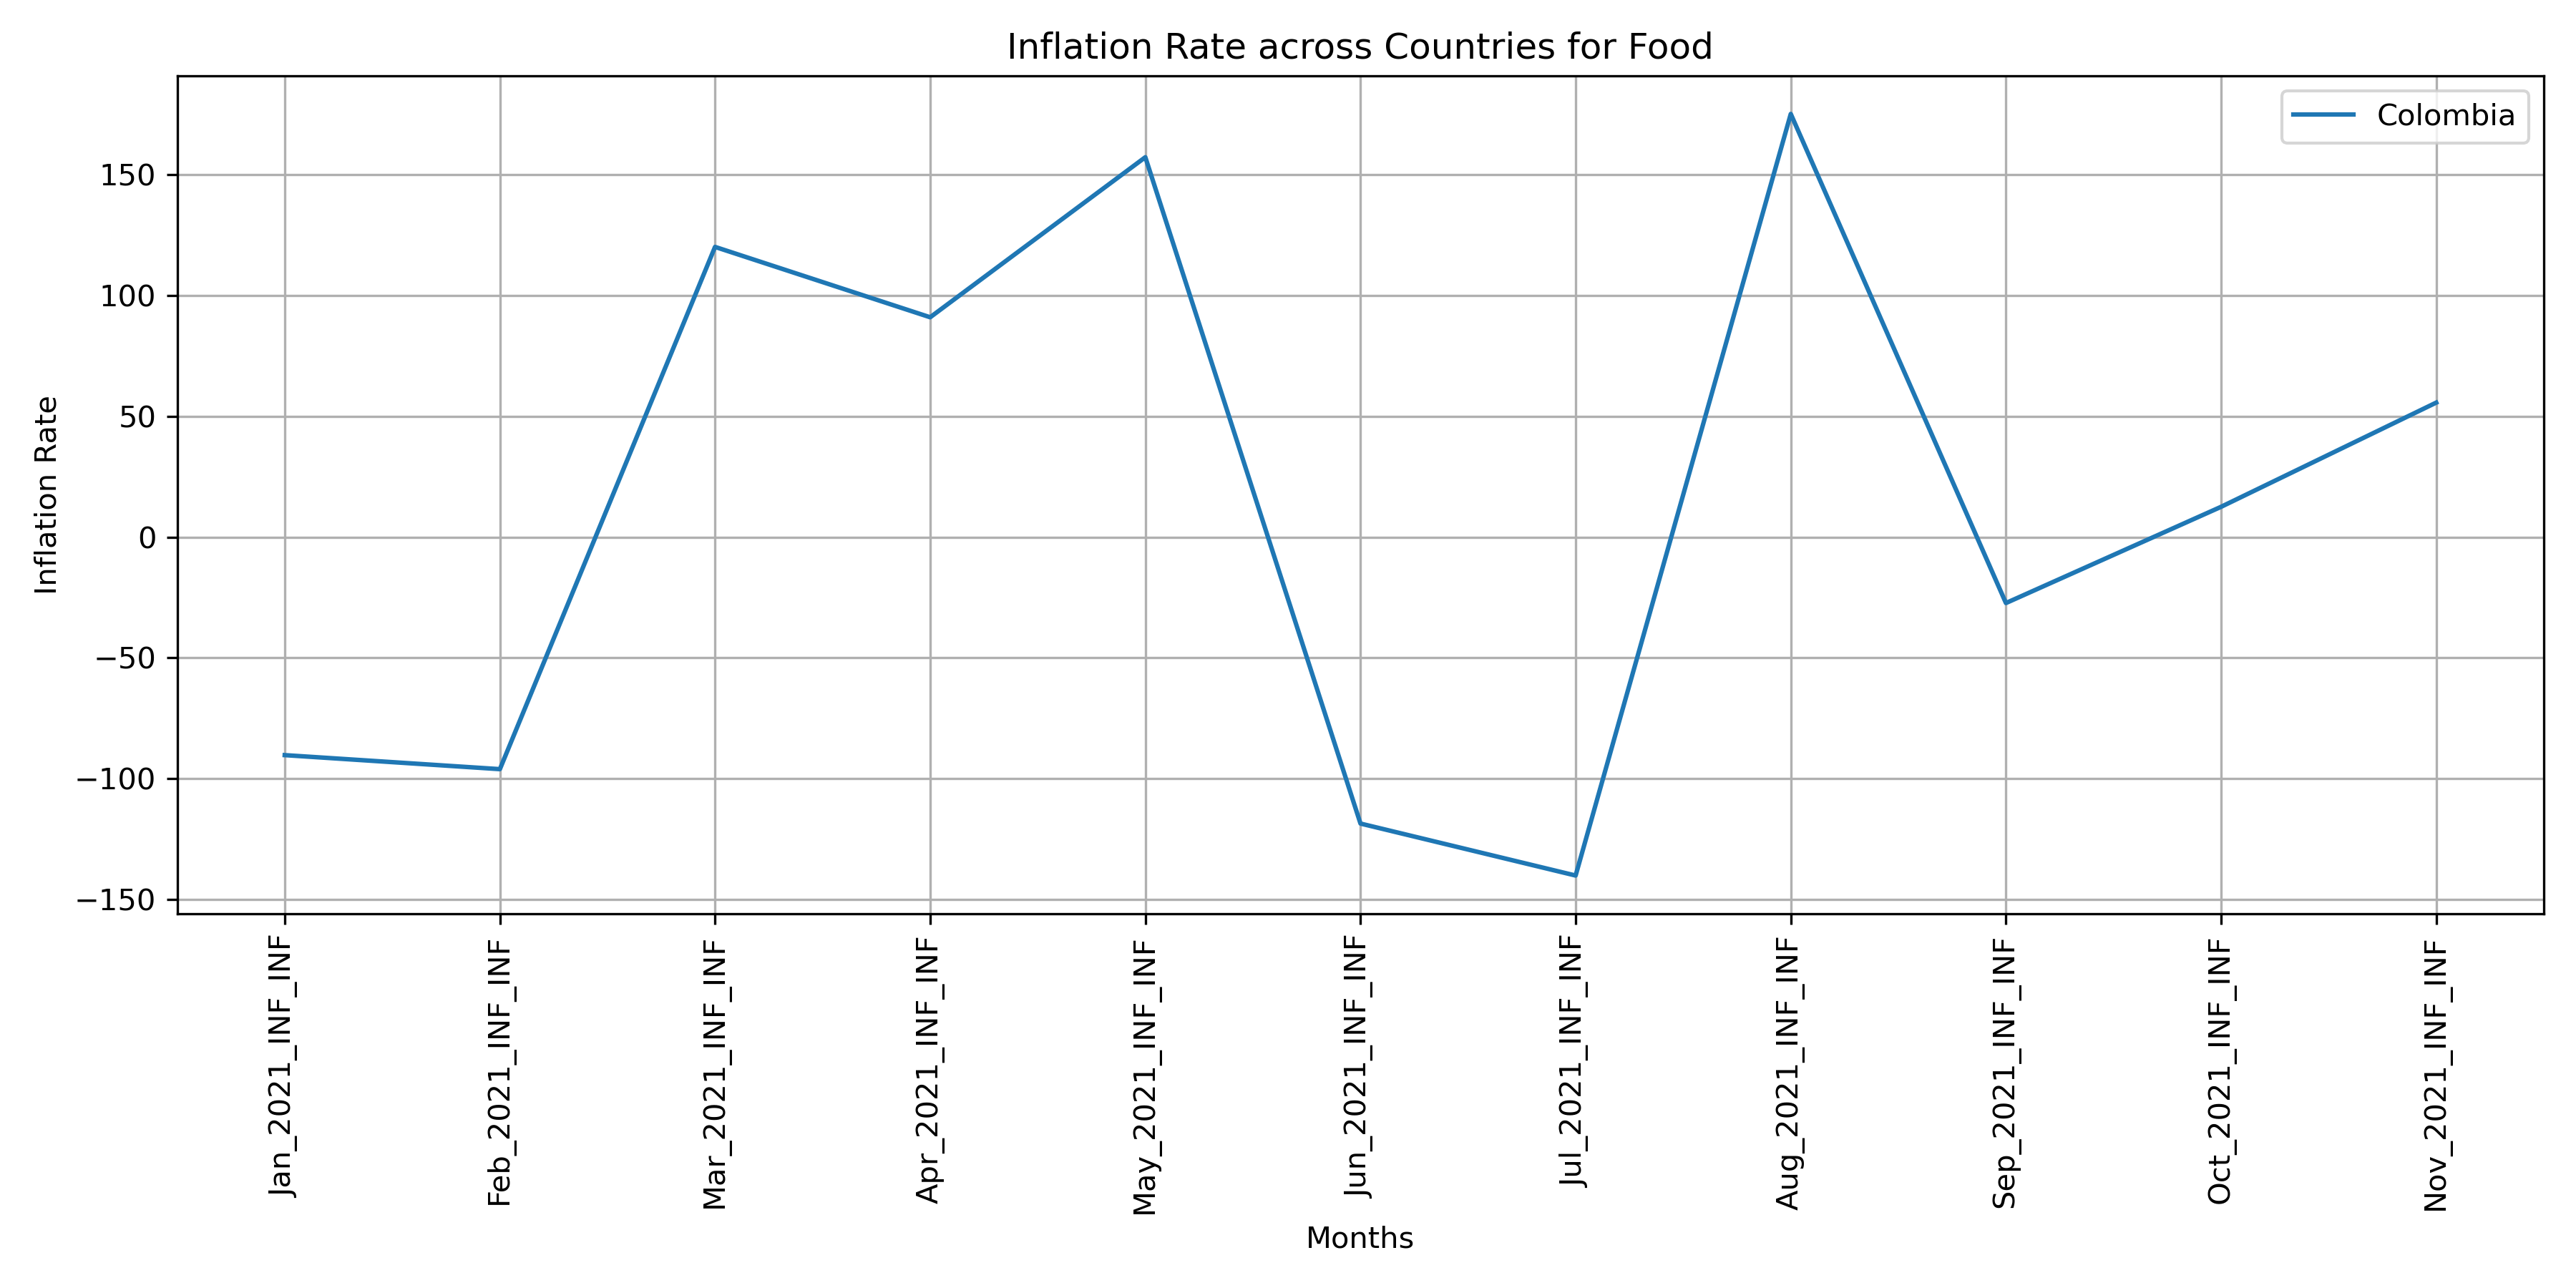 Inflation Rate across Countries for Food
Colombia
Inflation Rate
150
100
50
0
−50
−100
−150
Jan_2021_INF_INF
Feb_2021_INF_INF
Mar_2021_INF_INF
Apr_2021_INF_INF
May_2021_INF_INF
Jun_2021_INF_INF
Jul_2021_INF_INF
Aug_2021_INF_INF
Sep_2021_INF_INF
Oct_2021_INF_INF
Nov_2021_INF_INF
Months